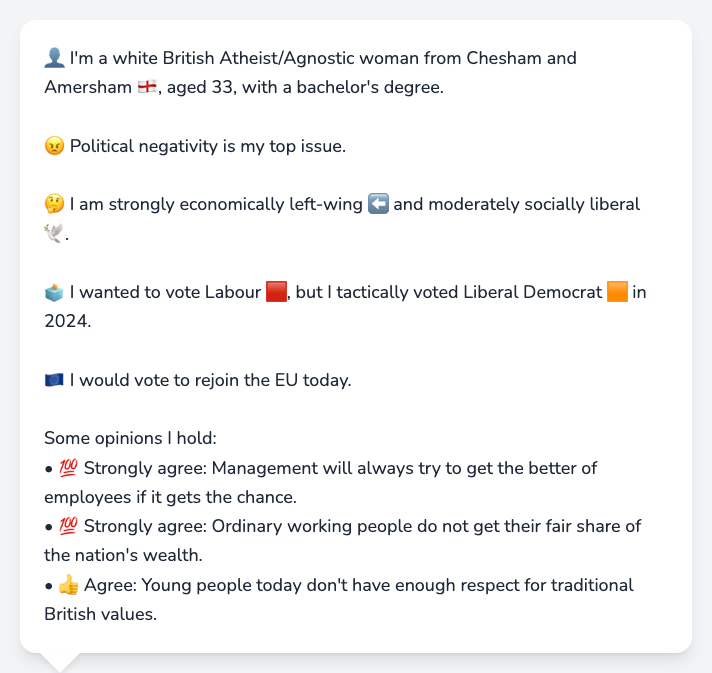 👤 I'm a white British Atheist/Agnostic woman from Chesham and
Amersham 🏴󠁧󠁢󠁥󠁮󠁧󠁿, aged 33, with a bachelor's degree.
😠 Political negativity is my top issue.
🤔 I am strongly economically left-wing ⬅️ and moderately socially liberal
🕊️.
🗳️ I wanted to vote Labour 🟥, but I tactically voted Liberal Democrat 🟧 in
2024.
🇪🇺 I would vote to rejoin the EU today.
Some opinions I hold:
• 💯 Strongly agree: Management will always try to get the better of
employees if it gets the chance.
• 💯 Strongly agree: Ordinary working people do not get their fair share of
the nation's wealth.
• 👍 Agree: Young people today don't have enough respect for traditional
British values.